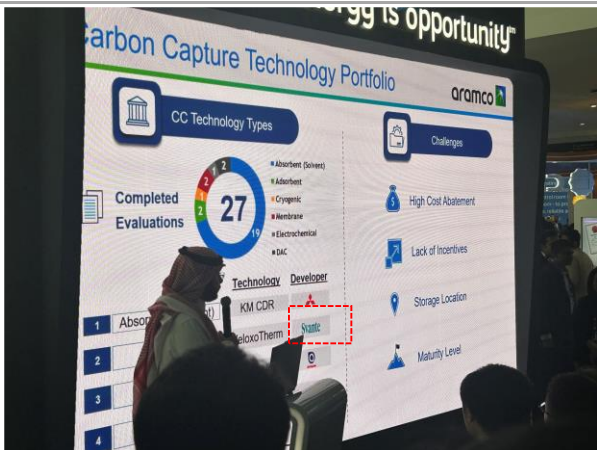 rgy is opportunity
Carbon Capture Technology Portfolio
aramco
CC Technology Types
Challenges
Completed
Evaluations
27
19
2
1
2
1
2
Absorbent (Solvent)
Adsorbent
Cryogenic
Membrane
Electrochemical
DAC
High Cost Abatement
Lack of Incentives
Storage Location
Maturity Level
Technology
Developer
1
KM CDR
eloxoTherm
Svante
2
3
4